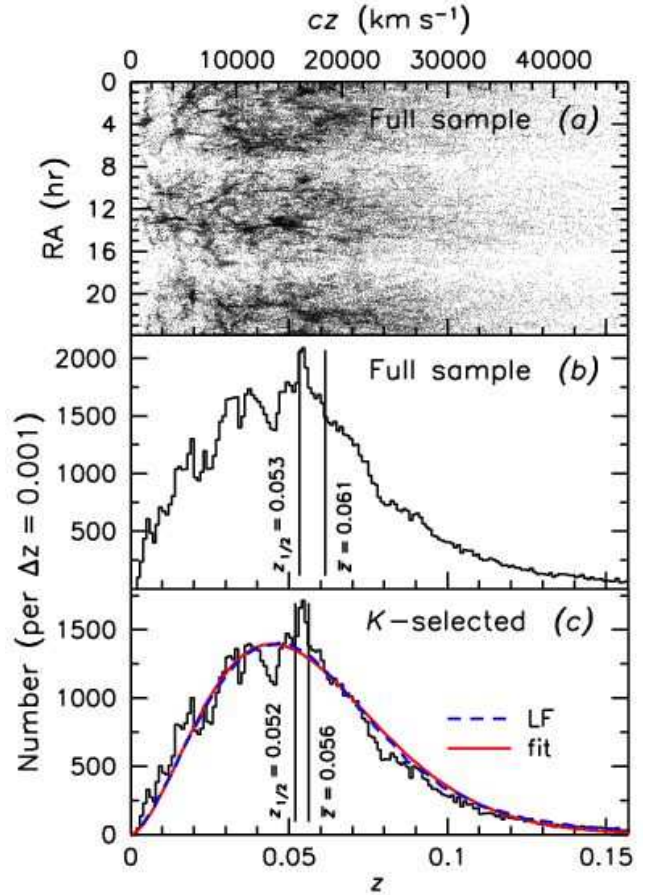 cz (km s⁻¹)
0 10000 20000 30000 40000
0
4
8
12
16
20
RA (hr)
Full sample (a)
2000
1500
1000
500
Full sample (b)
z1/2 = 0.053
z̅ = 0.061
Number (per Δz = 0.001)
1500
1000
500
0
K-selected (c)
z1/2 = 0.052
z̅ = 0.056
LF
fit
0 0.05 0.1 0.15
z